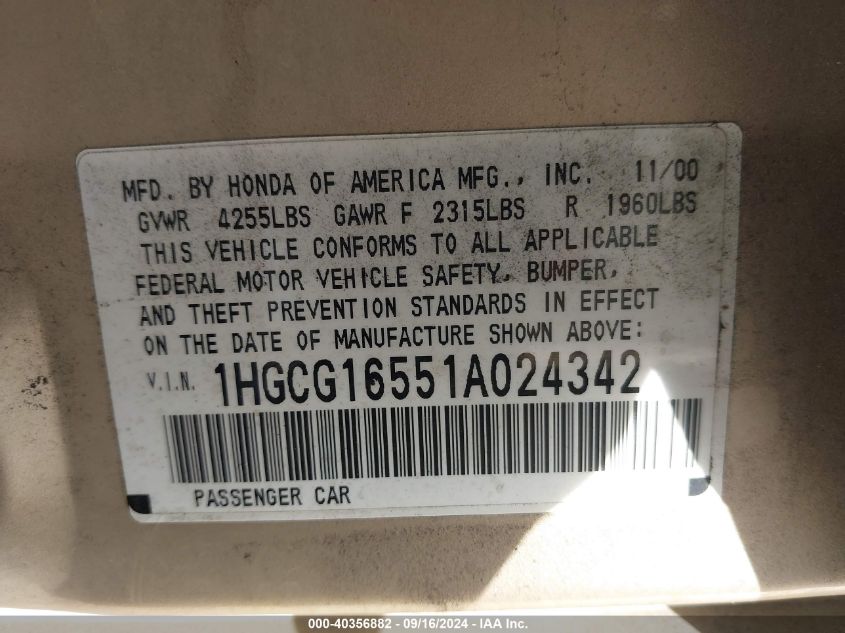 MFD. BY HONDA OF AMERICA MFG., INC. 11/00
GVWR 4255LBS GAWR F 2315LBS R 1960LBS
THIS VEHICLE CONFORMS TO ALL APPLICABLE
FEDERAL MOTOR VEHICLE SAFETY, BUMPER,
AND THEFT PREVENTION STANDARDS IN EFFECT
ON THE DATE OF MANUFACTURE SHOWN ABOVE:
V.I.N. 1HGCG16551A024342
PASSENGER CAR
000-40356882 - 09/16/2024 - IAA Inc.